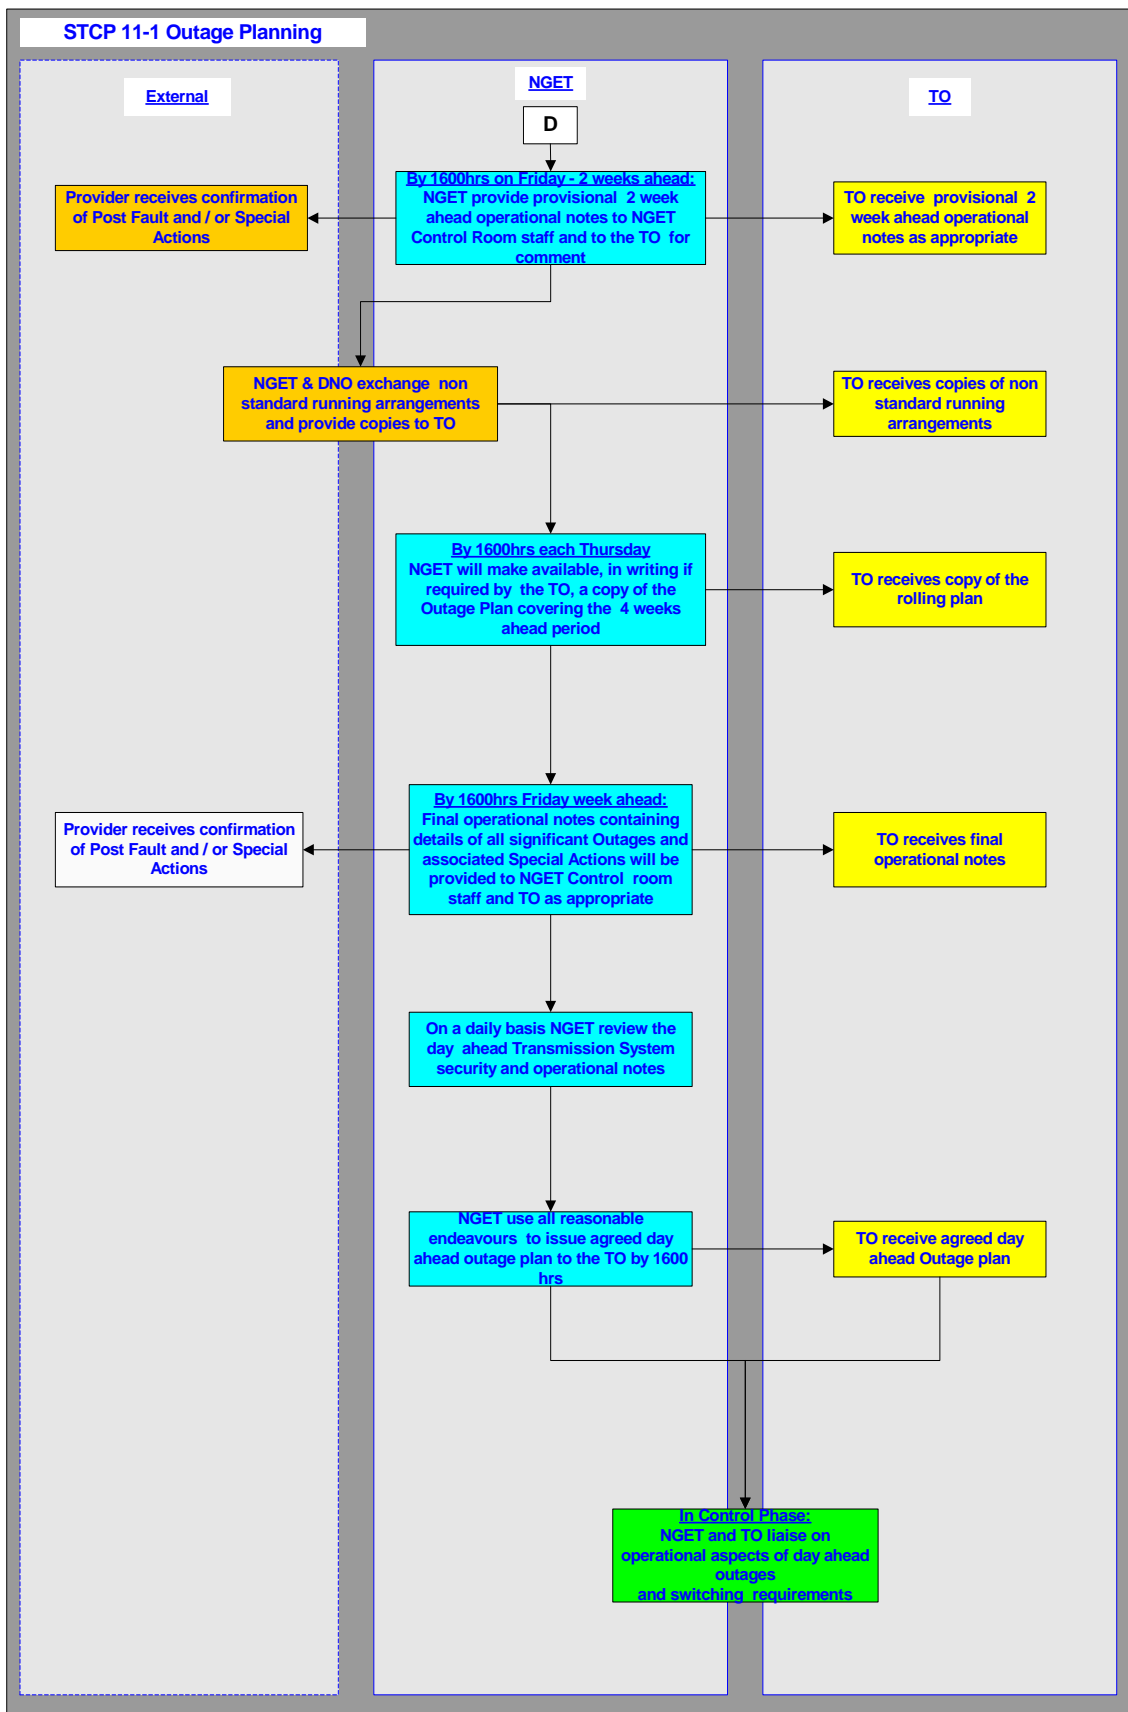 STCP 11-1 Outage Planning
External
NGET
TO
D
By 1600hrs on Friday - 2 weeks ahead:
NGET provide provisional 2 week
ahead operational notes to NGET
Control Room staff and to the TO for
comment
Provider receives confirmation
of Post Fault and / or Special
Actions
TO receive provisional 2
week ahead operational
notes as appropriate
NGET & DNO exchange non
standard running arrangements
and provide copies to TO
TO receives copies of non
standard running
arrangements
By 1600hrs each Thursday
NGET will make available, in writing if
required by the TO, a copy of the
Outage Plan covering the 4 weeks
ahead period
TO receives copy of the
rolling plan
By 1600hrs Friday week ahead:
Final operational notes containing
details of all significant Outages and
associated Special Actions will be
provided to NGET Control room
staff and TO as appropriate
Provider receives confirmation
of Post Fault and / or Special
Actions
TO receives final
operational notes
On a daily basis NGET review the
day ahead Transmission System
security and operational notes
NGET use all reasonable
endeavours to issue agreed day
ahead outage plan to the TO by 1600
hrs
TO receive agreed day
ahead Outage plan
In Control Phase:
NGET and TO liaise on
operational aspects of day ahead
outages
and switching requirements